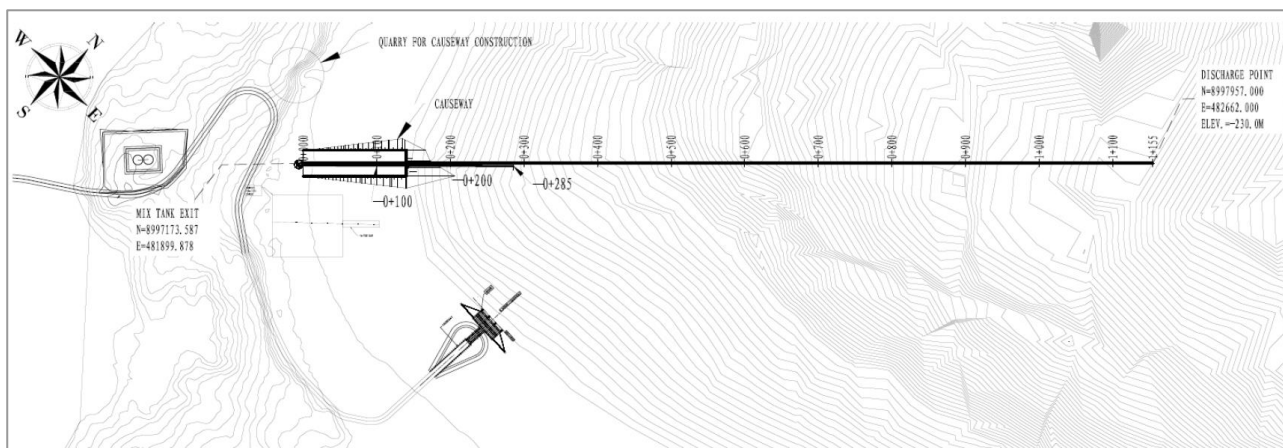 W
N
S
E
QUARRY FOR CAUSEWAY CONSTRUCTION
CAUSEWAY
DISCHARGE POINT
N=8997957.000
E=482662.000
ELEV.=-230.0M
0+200
0+300
0+400
0+500
0+600
0+700
0+800
0+900
1+000
1+100
1+155
0+200
0+285
0+100
MIX TANK EXIT
N=8997173.587
E=481899.878